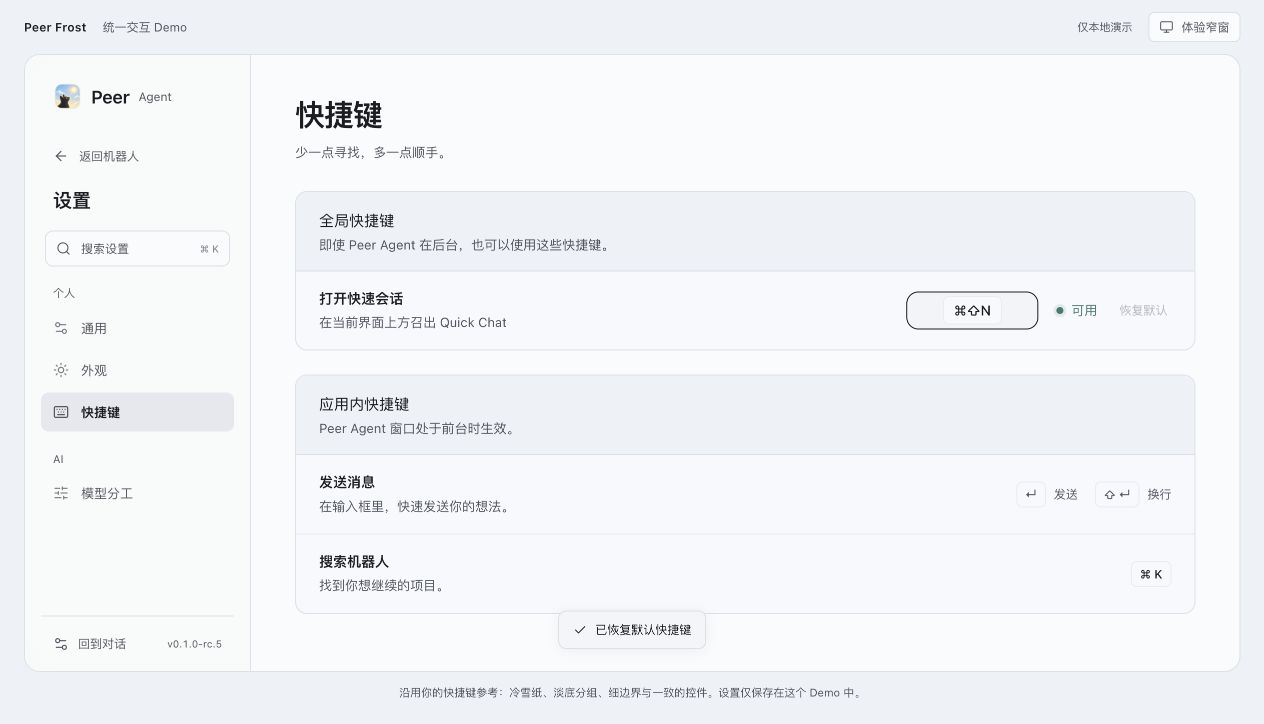 Peer Frost 统一交互 Demo
仅本地演示
体验窄窗
Peer Agent
返回机器人
设置
搜索设置 ⌘ K
个人
通用
外观
快捷键
AI
模型分工
回到对话 v0.1.0-rc.5
快捷键
少一点寻找，多一点顺手。
全局快捷键
即使 Peer Agent 在后台，也可以使用这些快捷键。
打开快速会话
在当前界面上方召出 Quick Chat
⌘⇧N 可用 恢复默认
应用内快捷键
Peer Agent 窗口处于前台时生效。
发送消息
在输入框里，快速发送你的想法。
↵ 发送 ⇧ ↵ 换行
搜索机器人
找到你想继续的项目。
⌘ K
已恢复默认快捷键
沿用你的快捷键参考：冷雪纸、淡底分组、细边界与一致的控件。设置仅保存在这个 Demo 中。